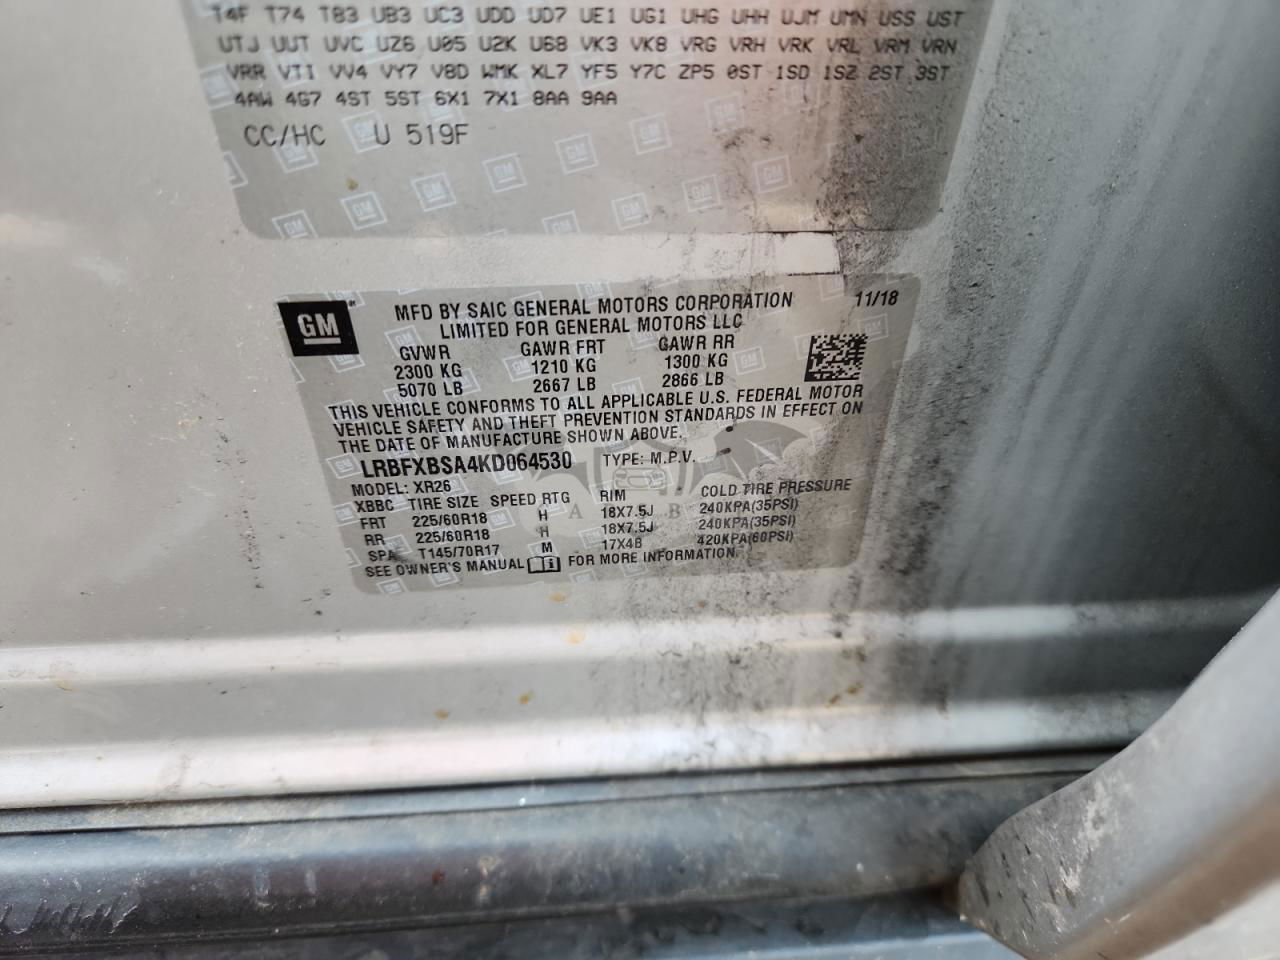 T4F T74 T83 UB3 UC3 UDD UD7 UE1 UG1 UHG UHH UJM UMN USS UST
UTJ UUT UVC UZ6 U05 U2K U68 VK3 VK8 VRG VRH VRK VRL VRM VRN
VRR VTI VV4 VY7 V8D WMK XL7 YF5 Y7C ZP5 0ST 1SD 1SZ 2ST 3ST
4AW 4G7 4ST 5ST 6X1 7X1 8AA 9AA
CC/HC U 519F
GM
MFD BY SAIC GENERAL MOTORS CORPORATION 11/18
LIMITED FOR GENERAL MOTORS LLC
GVWR GAWR FRT GAWR RR
2300 KG 1210 KG 1300 KG
5070 LB 2667 LB 2866 LB
THIS VEHICLE CONFORMS TO ALL APPLICABLE U.S. FEDERAL MOTOR
VEHICLE SAFETY AND THEFT PREVENTION STANDARDS IN EFFECT ON
THE DATE OF MANUFACTURE SHOWN ABOVE.
LRBFXBSA4KD064530 TYPE: M.P.V.
MODEL: XR26
XBBC TIRE SIZE SPEED RTG RIM COLD TIRE PRESSURE
FRT 225/60R18 H 18X7.5J 240KPA(35PSI)
RR 225/60R18 H 18X7.5J 240KPA(35PSI)
SPA T145/70R17 M 17X4B 420KPA(60PSI)
SEE OWNER'S MANUAL FOR MORE INFORMATION.
A B